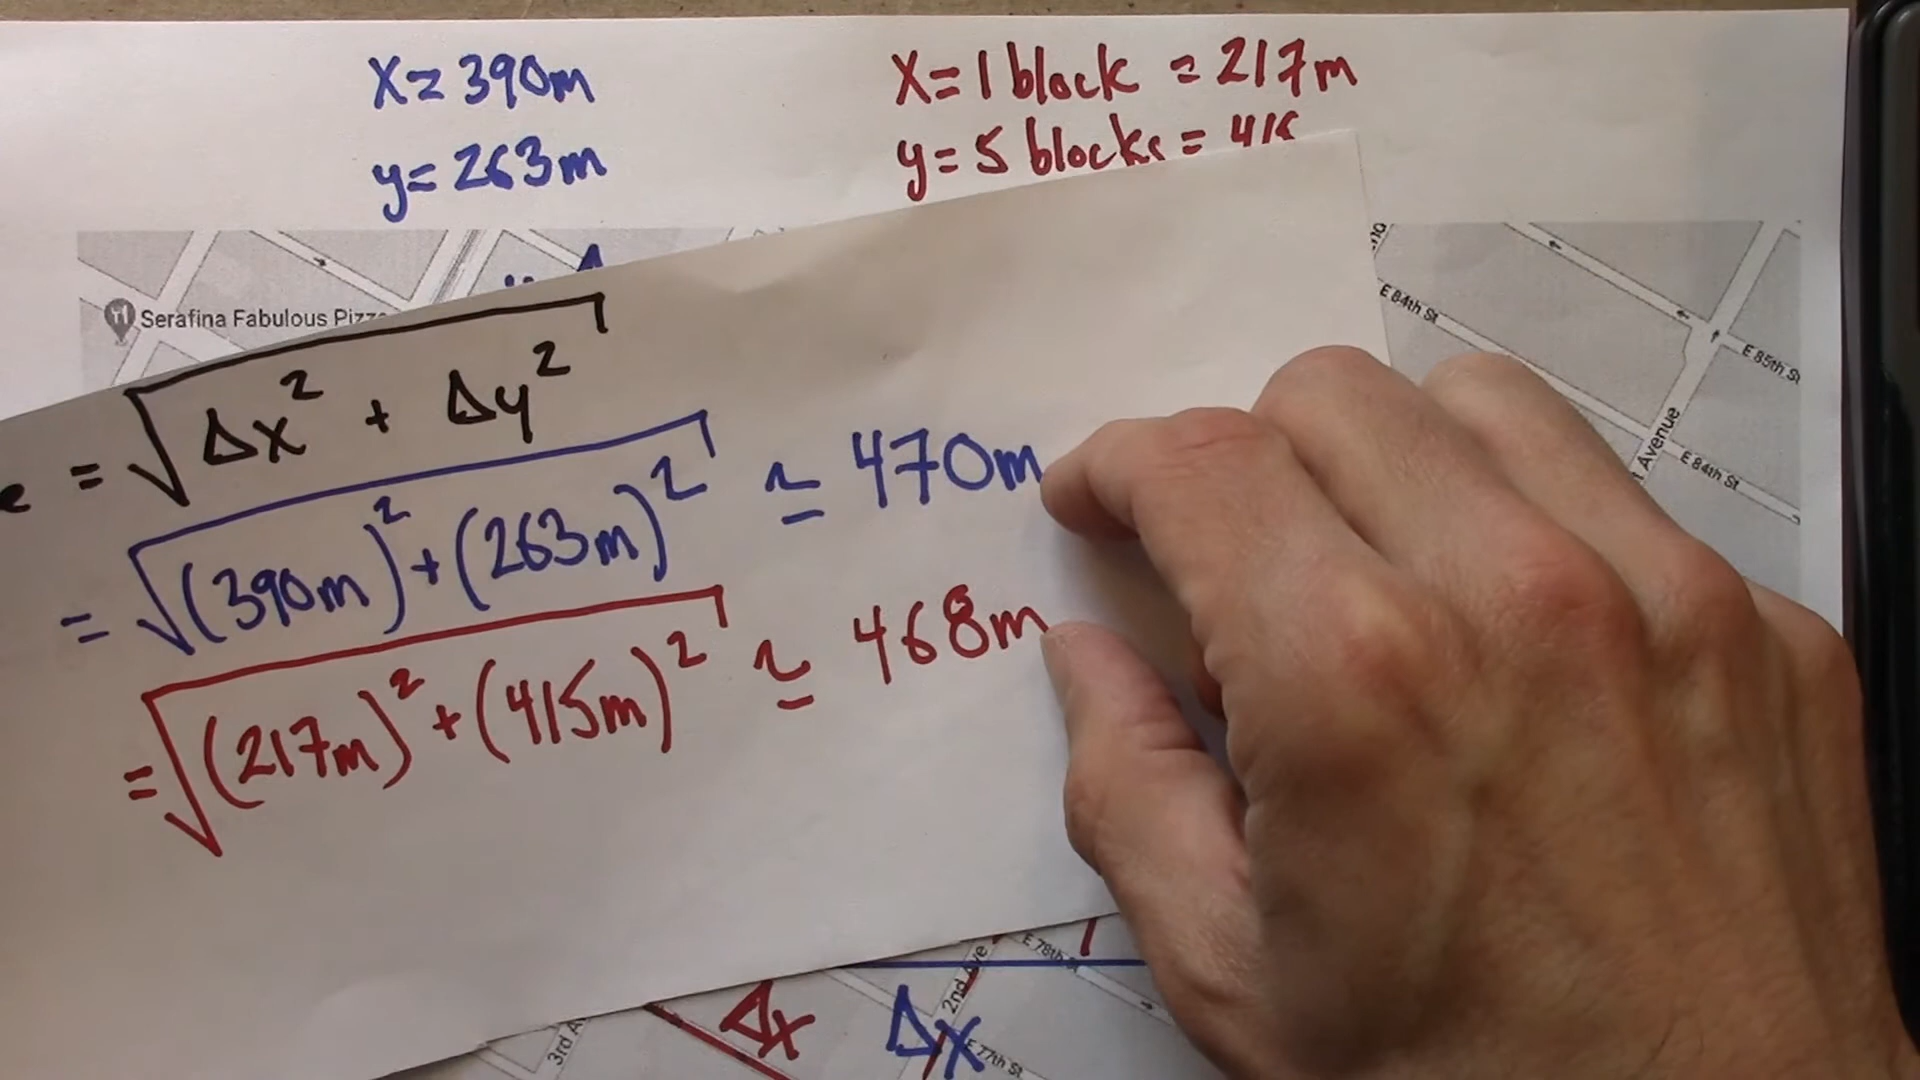 X = 390m
y = 263m
X = 1 block = 217m
y = 5 blocks =
Serafina Fabulous
E 84th St
E 85th St
Avenue
E 84th St
= √Δx² + Δy²
= √(390m)² + (263m)² ≃ 470m
= √(217m)² + (415m)² ≃ 468m
E 78th St
2nd Ave
3rd
Δx
Δx
E 77th St